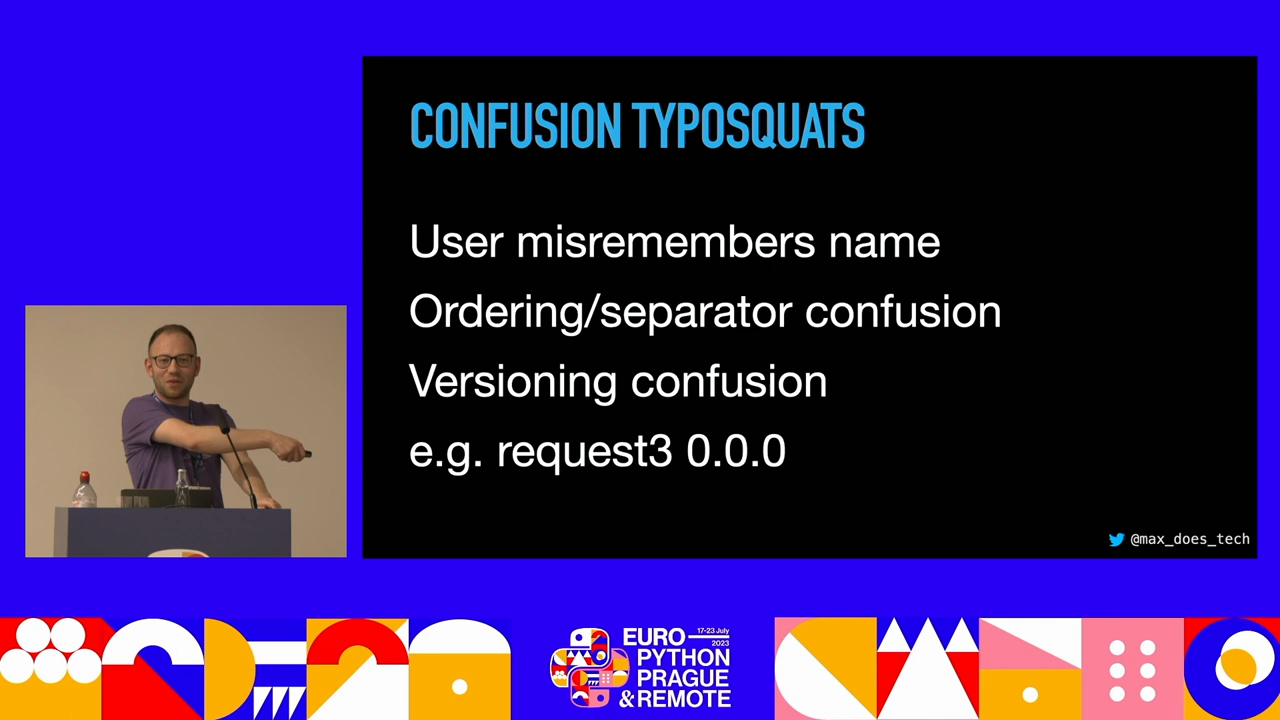 CONFUSION TYPOSQUATS
User misremembers name
Ordering/separator confusion
Versioning confusion
e.g. request3 0.0.0
@max_does_tech
17-23 July
2023
EURO
PYTHON
PRAGUE
& REMOTE